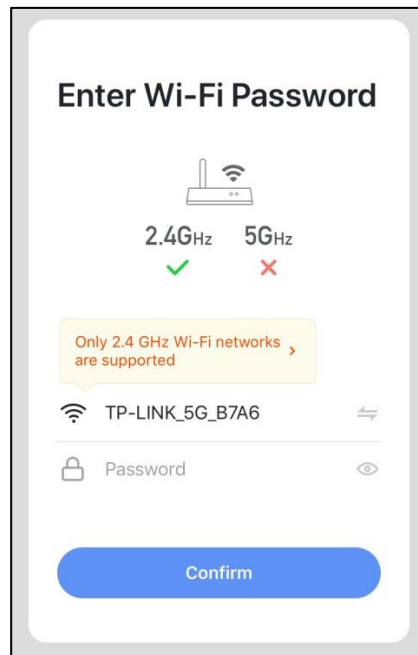 Enter Wi-Fi Password
2.4GHz 5GHz
Only 2.4 GHz Wi-Fi networks
are supported
TP-LINK_5G_B7A6
Password
Confirm